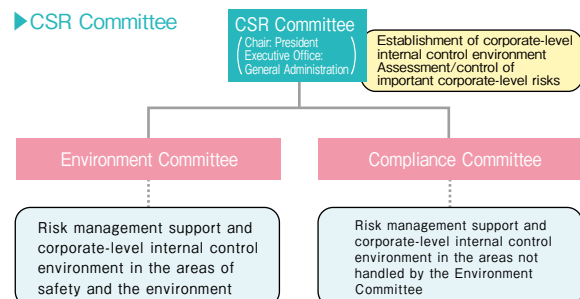 ▶CSR Committee
CSR Committee
(Chair: President
Executive Office:
General Administration)
Establishment of corporate-level
internal control environment
Assessment/control of
important corporate-level risks
Environment Committee
Compliance Committee
Risk management support and
corporate-level internal control
environment in the areas of
safety and the environment
Risk management support and
corporate-level internal control
environment in the areas not
handled by the Environment
Committee